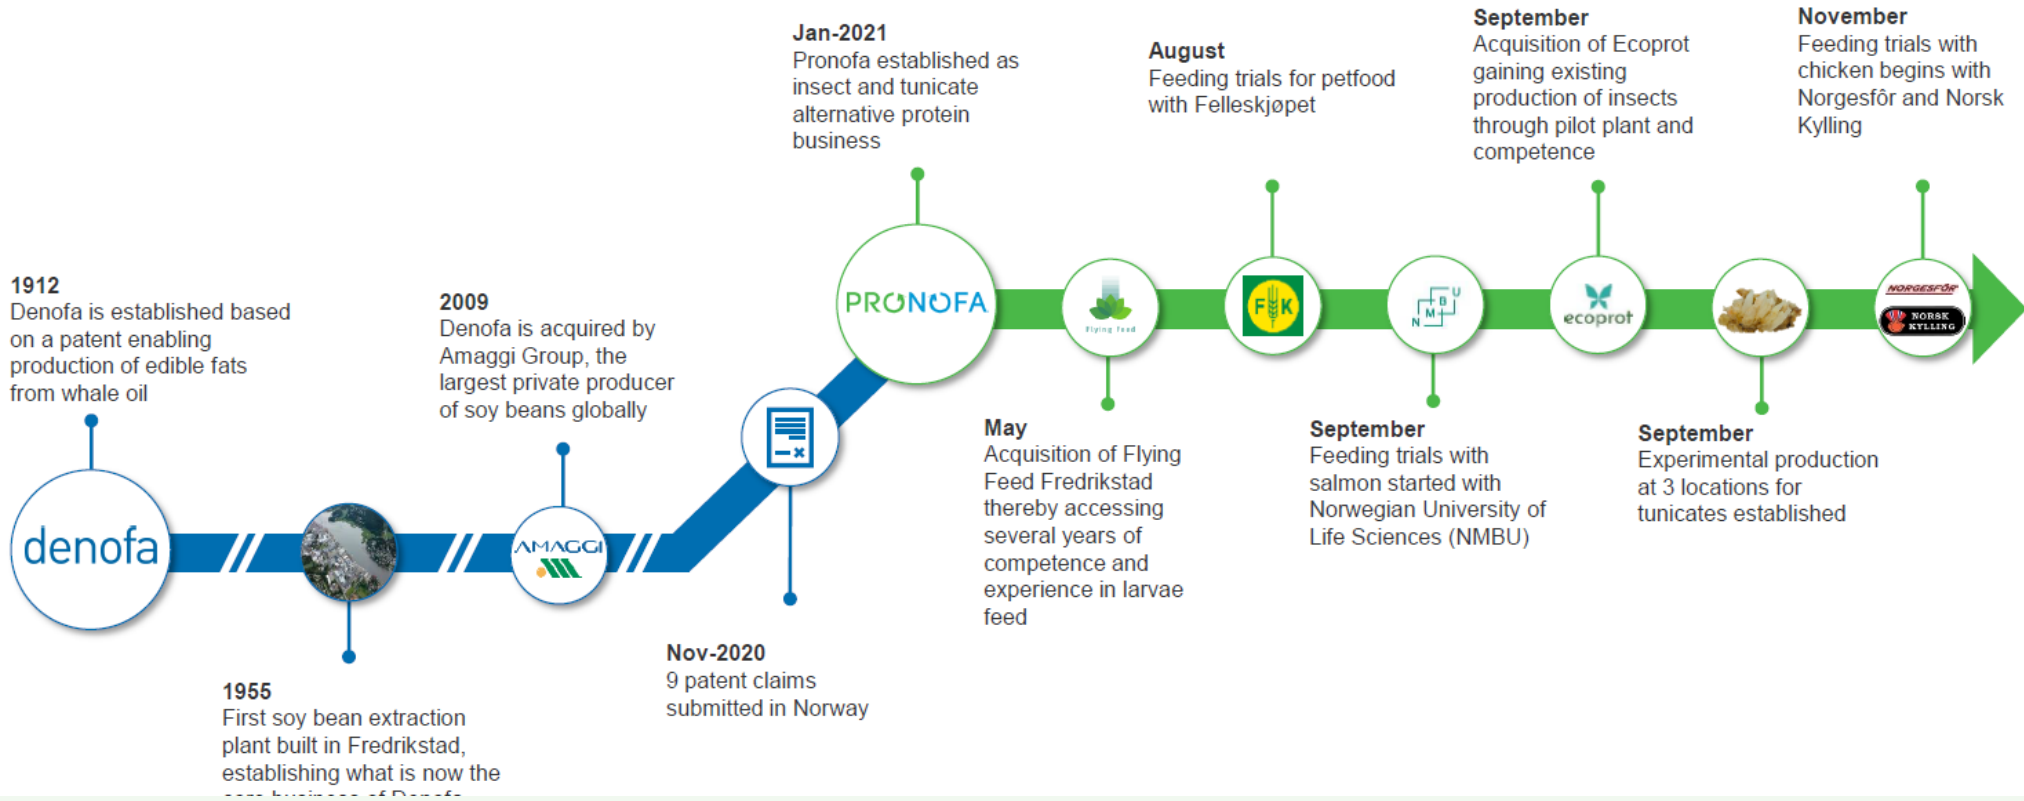 Jan-2021
Pronofa established as
insect and tunicate
alternative protein
business
August
Feeding trials for petfood
with Felleskjøpet
September
Acquisition of Ecoprot
gaining existing
production of insects
through pilot plant and
competence
November
Feeding trials with
chicken begins with
Norgesfôr and Norsk
Kylling
1912
Denofa is established based
on a patent enabling
production of edible fats
from whale oil
2009
Denofa is acquired by
Amaggi Group, the
largest private producer
of soy beans globally
PRONOFA
Flying feed
F K
N M B U
ecoprot
NORGESFÔR
NORSK
KYLLING
denofa
AMAGGI
May
Acquisition of Flying
Feed Fredrikstad
thereby accessing
several years of
competence and
experience in larvae
feed
September
Feeding trials with
salmon started with
Norwegian University of
Life Sciences (NMBU)
September
Experimental production
at 3 locations for
tunicates established
Nov-2020
9 patent claims
submitted in Norway
1955
First soy bean extraction
plant built in Fredrikstad,
establishing what is now the